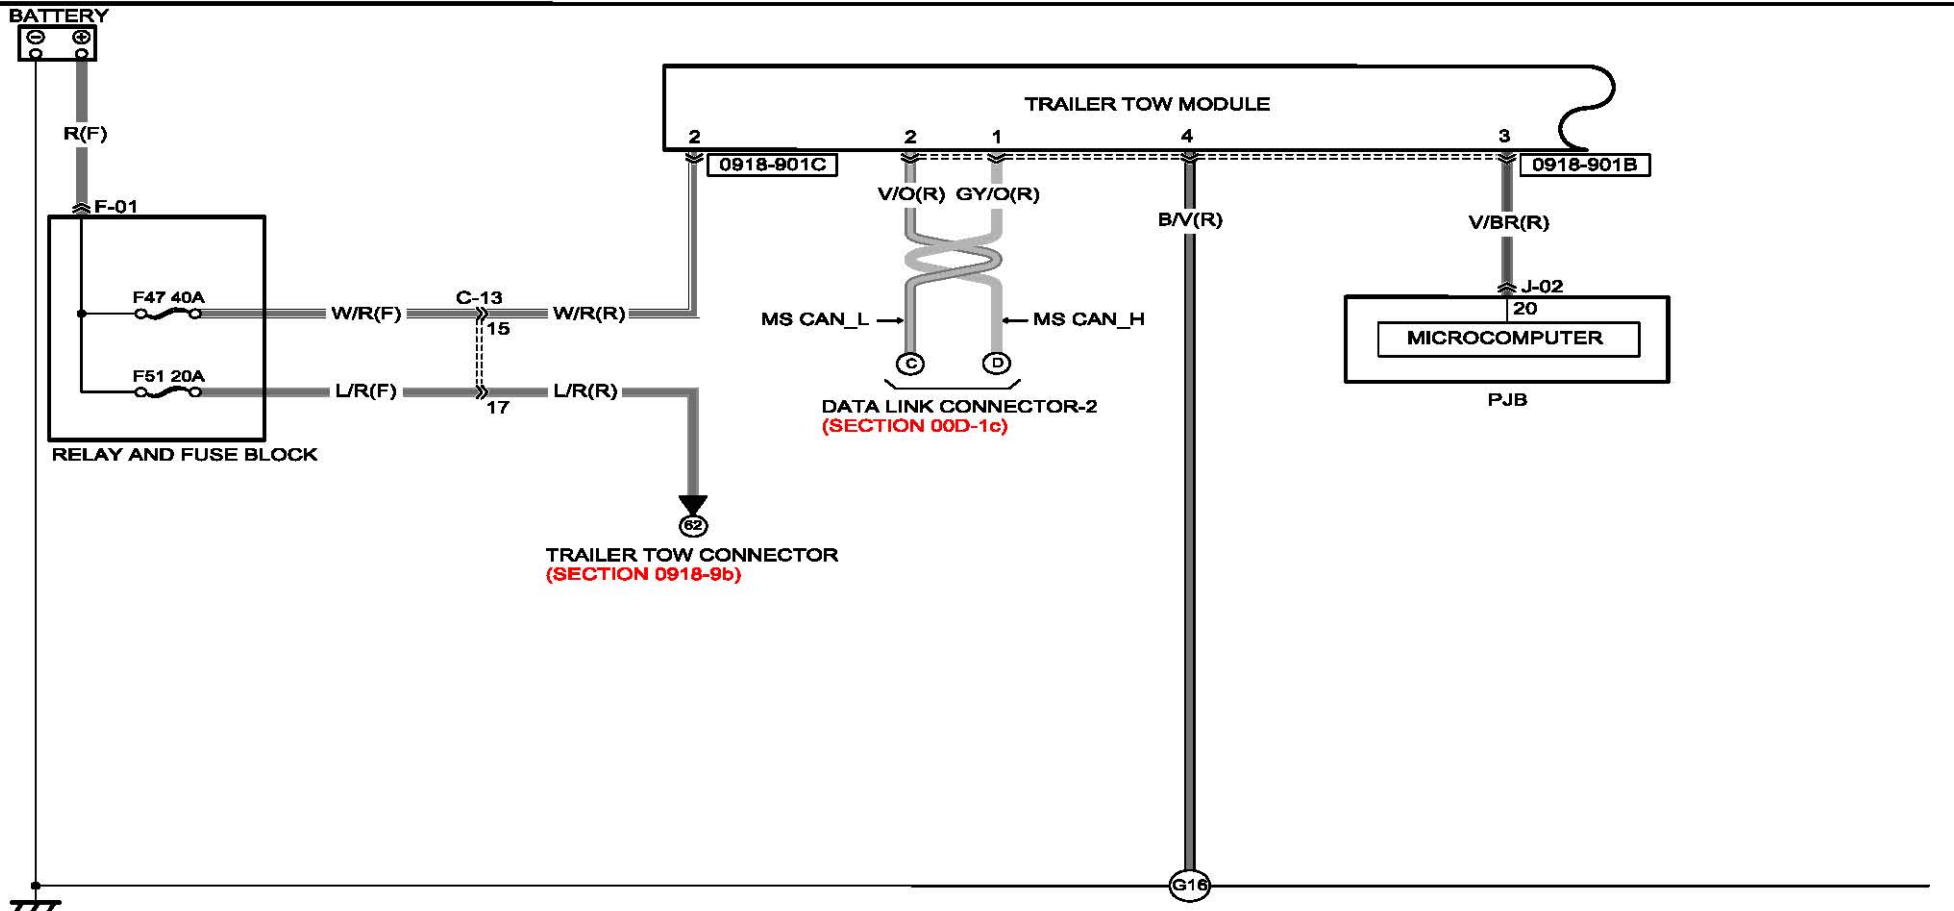 BATTERY
R(F)
F-01
F47 40A
F51 20A
RELAY AND FUSE BLOCK
W/R(F)
C-13
15
W/R(R)
L/R(F)
17
L/R(R)
62
TRAILER TOW CONNECTOR
(SECTION 0918-9b)
TRAILER TOW MODULE
2
0918-901C
2
1
4
3
0918-901B
V/O(R)
GY/O(R)
B/V(R)
V/BR(R)
MS CAN_L
MS CAN_H
C
D
DATA LINK CONNECTOR-2
(SECTION 00D-1c)
J-02
20
MICROCOMPUTER
PJB
G16